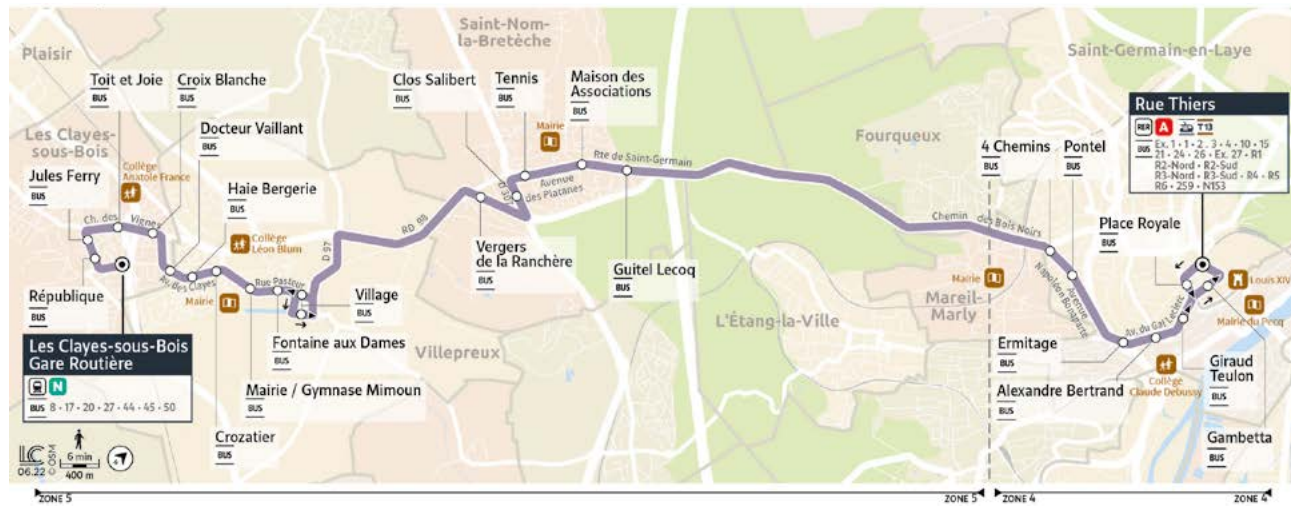 Plaisir
Saint-Nom-
la-Bretèche
Saint-Germain-en-Laye
Les Clayes-
sous-Bois
Fourqueux
Villepreux
L'Étang-la-Ville
Mareil-
Marly
Toit et Joie
BUS
Croix Blanche
BUS
Docteur Vaillant
BUS
Jules Ferry
BUS
Collège
Anatole France
Haie Bergerie
BUS
Collège
Léon Blum
Ch. des Vignes
Av. des Clayes
Rue Pasteur
Mairie
République
BUS
Village
BUS
Fontaine aux Dames
BUS
Mairie / Gymnase Mimoun
BUS
Crozatier
BUS
Les Clayes-sous-Bois
Gare Routière
N
BUS 8 • 17 • 20 • 27 • 44 • 45 • 50
D 97
RD 98
D 307
Clos Salibert
BUS
Tennis
BUS
Maison des
Associations
BUS
Mairie
Avenue
des Platanes
Rte de Saint-Germain
Vergers
de la Ranchère
BUS
Guitel Lecoq
BUS
Chemin des Bois Noirs
4 Chemins
BUS
Pontel
BUS
Mairie
Avenue
Napoléon Bonaparte
Av. du Gal Leclerc
Rue Thiers
RER A T 13
BUS Ex. 1 • 1 • 2 . 3 • 4 • 10 • 15
21 • 24 • 26 • Ex. 27 • R1
R2-Nord • R2-Sud
R3-Nord • R3-Sud • R4 • R5
R6 • 259 • N153
Place Royale
BUS
Louis XIV
Mairie du Pecq
Ermitage
BUS
Alexandre Bertrand
BUS
Collège
Claude Debussy
Giraud
Teulon
BUS
Gambetta
BUS
LC
06.22
© OSM
6 min
400 m
ZONE 5
ZONE 5
ZONE 4
ZONE 4